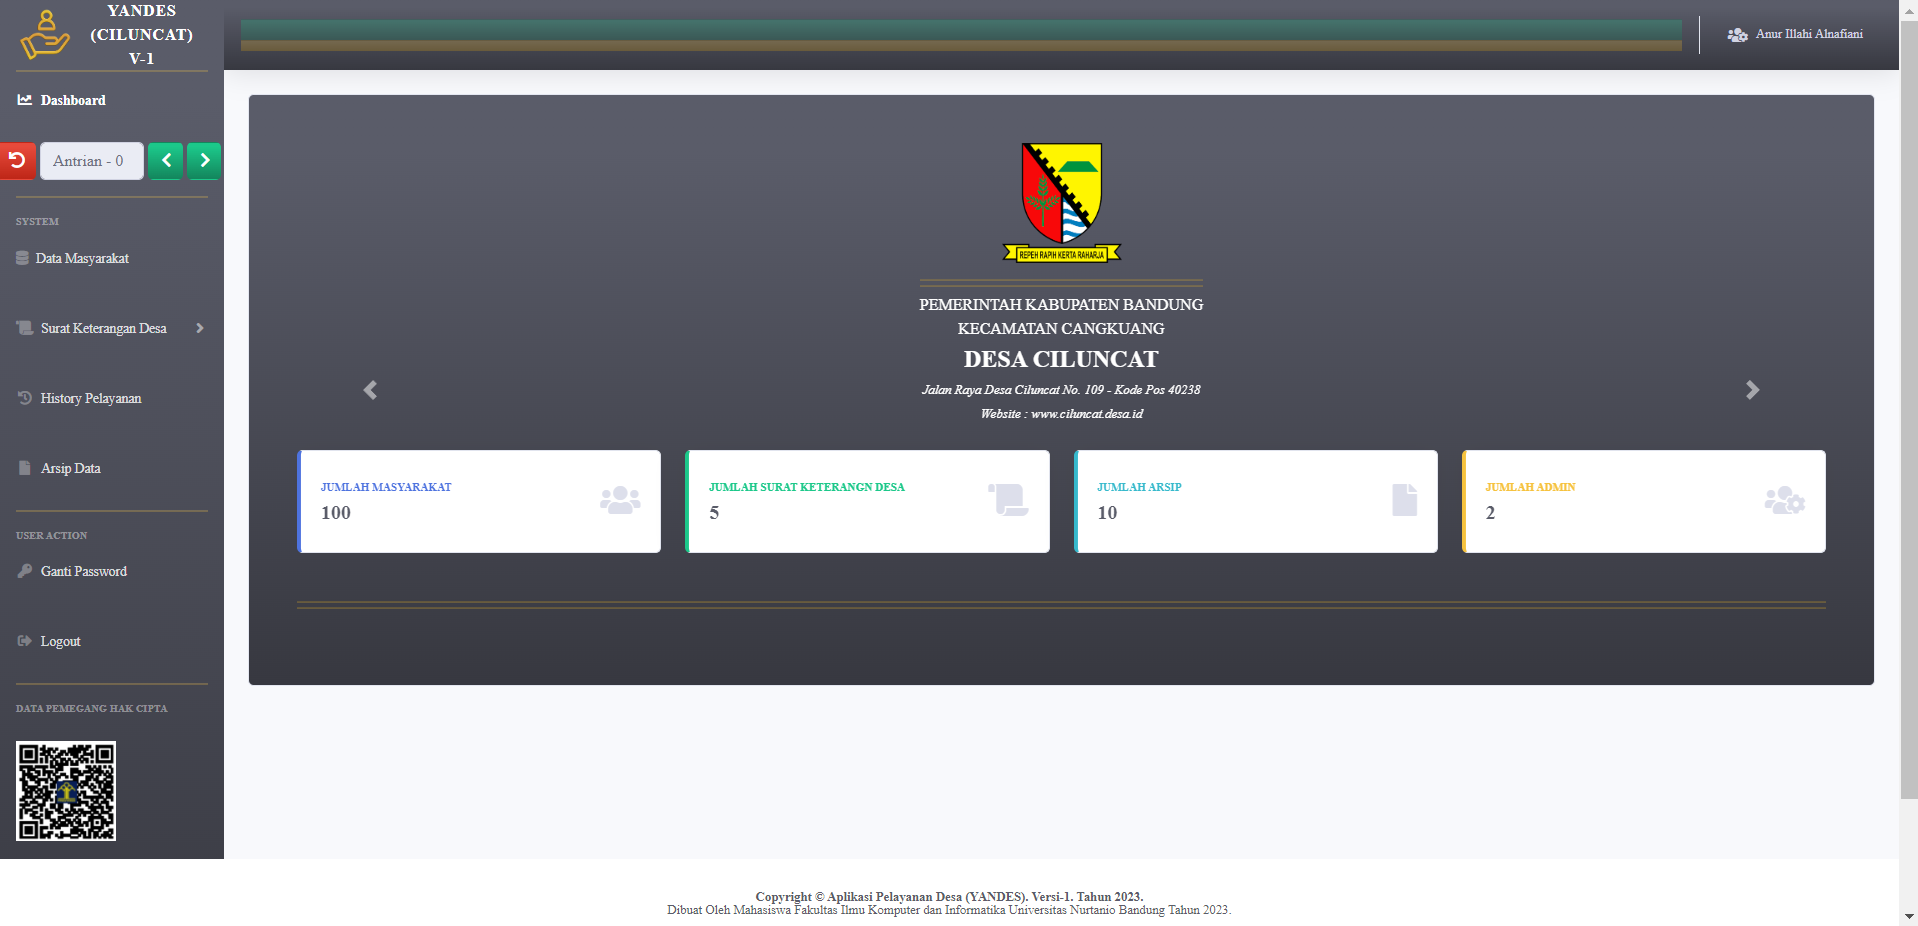 YANDES
(CILUNCAT)
V-1
Dashboard
Antrian - 0
SYSTEM
Data Masyarakat
Surat Keterangan Desa
History Pelayanan
Arsip Data
USER ACTION
Ganti Password
Logout
DATA PEMEGANG HAK CIPTA
Anur Illahi Alnafiani
REPEH RAPIH KERTA RAHARJA
PEMERINTAH KABUPATEN BANDUNG
KECAMATAN CANGKUANG
DESA CILUNCAT
Jalan Raya Desa Ciluncat No. 109 - Kode Pos 40238
Website : www.ciluncat.desa.id
JUMLAH MASYARAKAT
100
JUMLAH SURAT KETERANGN DESA
5
JUMLAH ARSIP
10
JUMLAH ADMIN
2
Copyright © Aplikasi Pelayanan Desa (YANDES). Versi-1. Tahun 2023.
Dibuat Oleh Mahasiswa Fakultas Ilmu Komputer dan Informatika Universitas Nurtanio Bandung Tahun 2023.